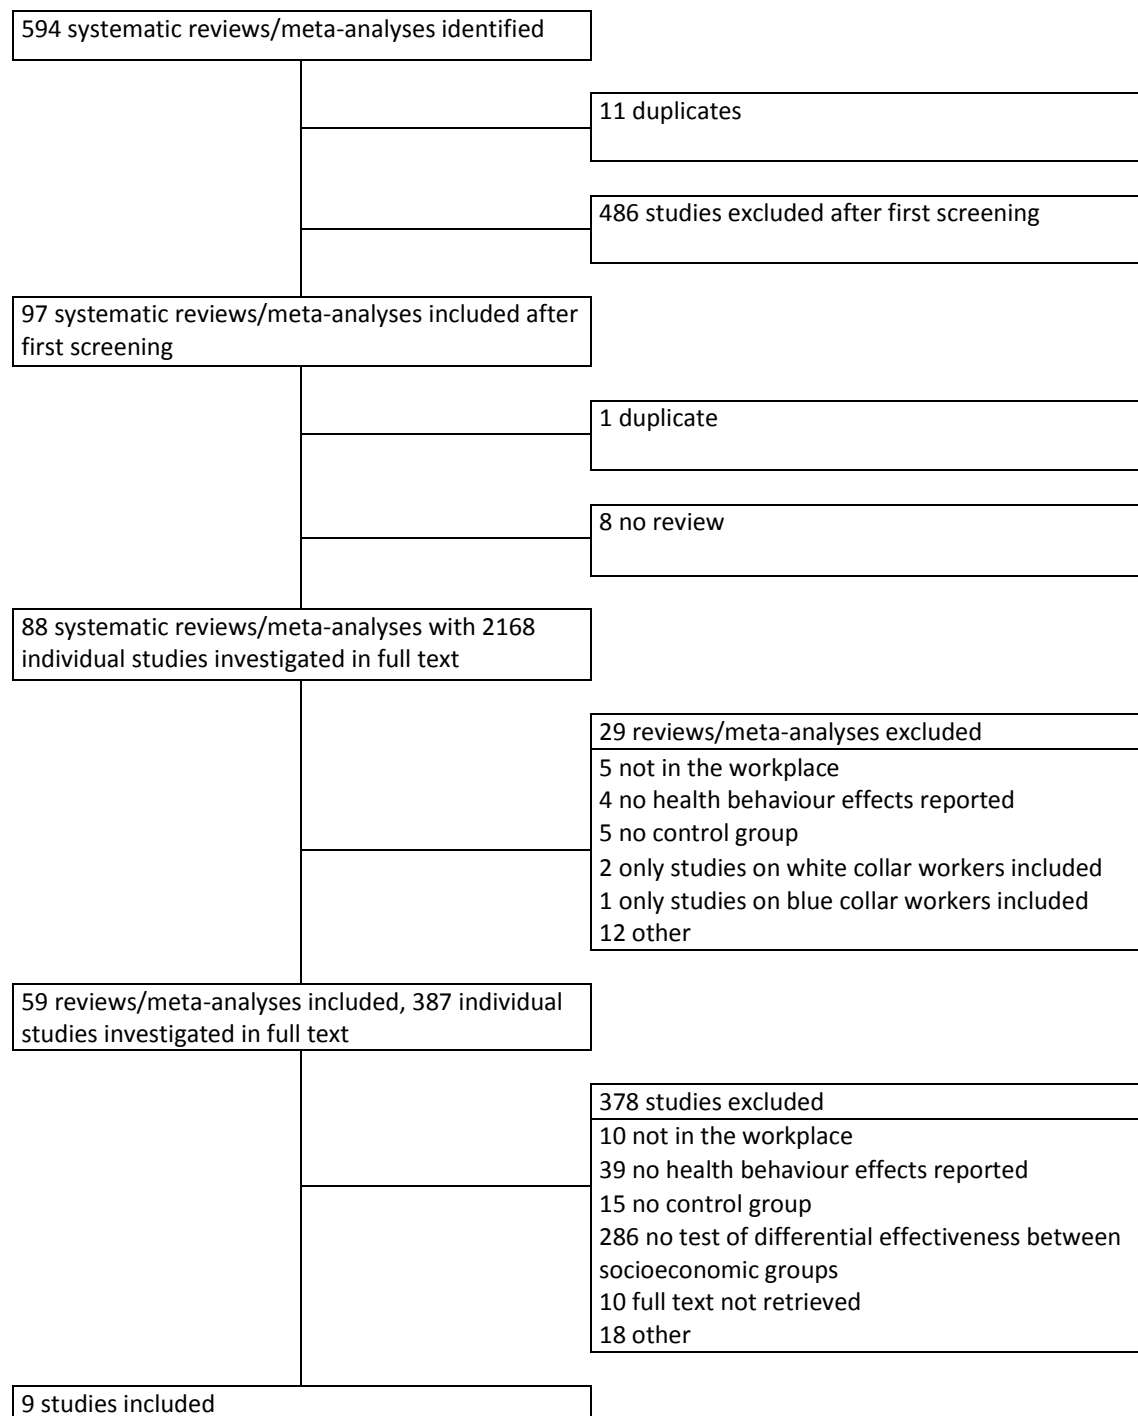 594 systematic reviews/meta-analyses identified
11 duplicates
486 studies excluded after first screening
97 systematic reviews/meta-analyses included after
first screening
1 duplicate
8 no review
88 systematic reviews/meta-analyses with 2168
individual studies investigated in full text
29 reviews/meta-analyses excluded
5 not in the workplace
4 no health behaviour effects reported
5 no control group
2 only studies on white collar workers included
1 only studies on blue collar workers included
12 other
59 reviews/meta-analyses included, 387 individual
studies investigated in full text
378 studies excluded
10 not in the workplace
39 no health behaviour effects reported
15 no control group
286 no test of differential effectiveness between
socioeconomic groups
10 full text not retrieved
18 other
9 studies included